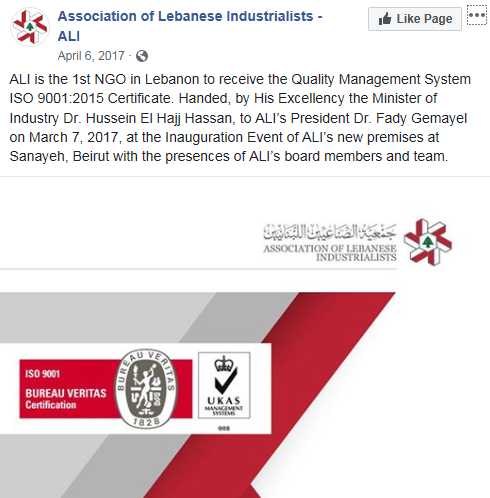 Association of Lebanese Industrialists -
ALI
Like Page
April 6, 2017 ·
ALI is the 1st NGO in Lebanon to receive the Quality Management System
ISO 9001:2015 Certificate. Handed, by His Excellency the Minister of
Industry Dr. Hussein El Hajj Hassan, to ALI's President Dr. Fady Gemayel
on March 7, 2017, at the Inauguration Event of ALI's new premises at
Sanayeh, Beirut with the presences of ALI's board members and team.
جمعية الصناعيين اللبنانيين
ASSOCIATION OF LEBANESE
INDUSTRIALISTS
ISO 9001
BUREAU VERITAS
Certification
BUREAU VERITAS
1828
UKAS
MANAGEMENT
SYSTEMS
008